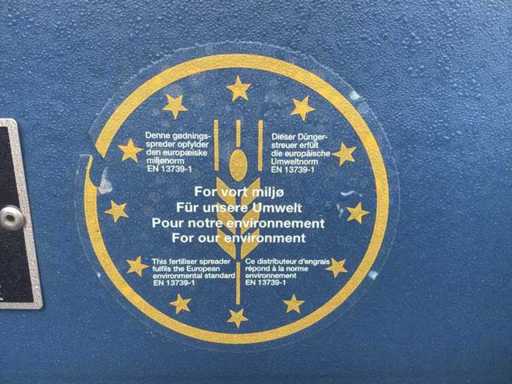 Denne gødnings-
spreder opfylder
den europæiske
miljønorm
EN 13739-1
Dieser Dünger-
streuer erfüllt
die europäische
Umweltnorm
EN 13739-1
For vort miljø
Für unsere Umwelt
Pour notre environnement
For our environment
This fertiliser spreader
fulfils the European
environmental standard
EN 13739-1
Ce distributeur d'engrais
répond à la norme
environnement
EN 13739-1